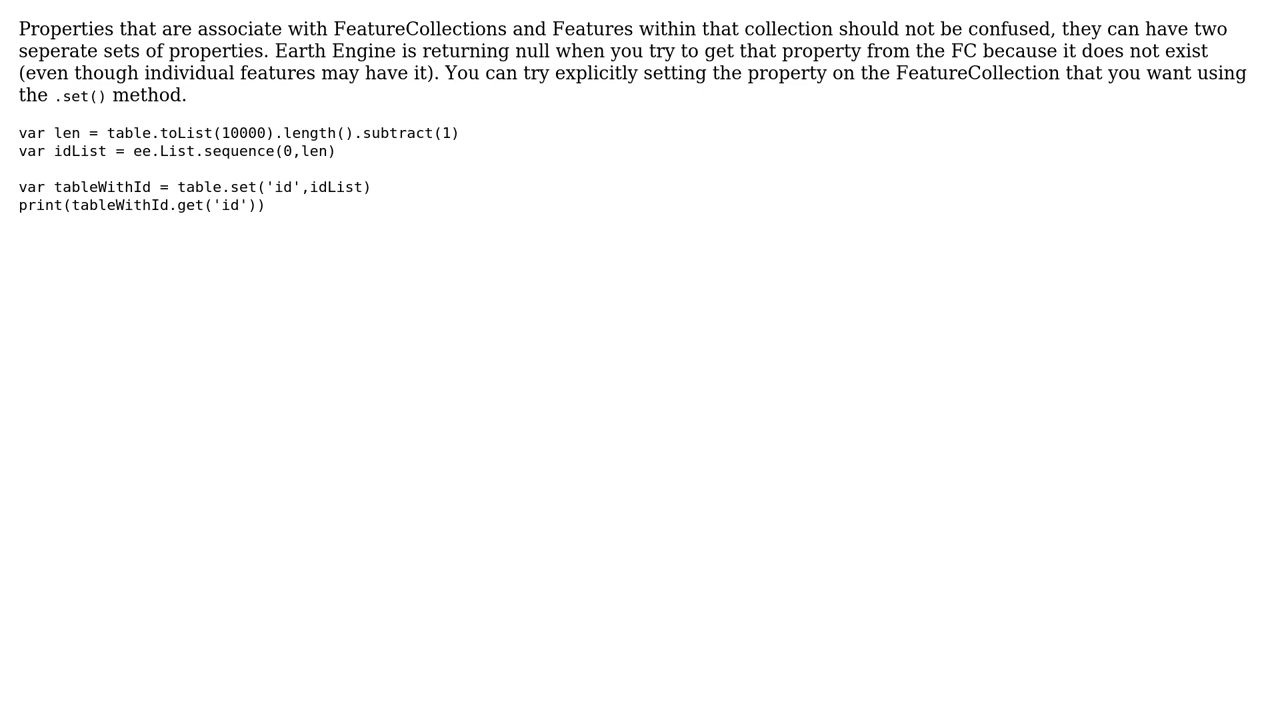 Properties that are associate with FeatureCollections and Features within that collection should not be confused, they can have two
seperate sets of properties. Earth Engine is returning null when you try to get that property from the FC because it does not exist
(even though individual features may have it). You can try explicitly setting the property on the FeatureCollection that you want using
the .set() method.
var len = table.toList(10000).length().subtract(1)
var idList = ee.List.sequence(0,len)
var tableWithId = table.set('id',idList)
print(tableWithId.get('id'))